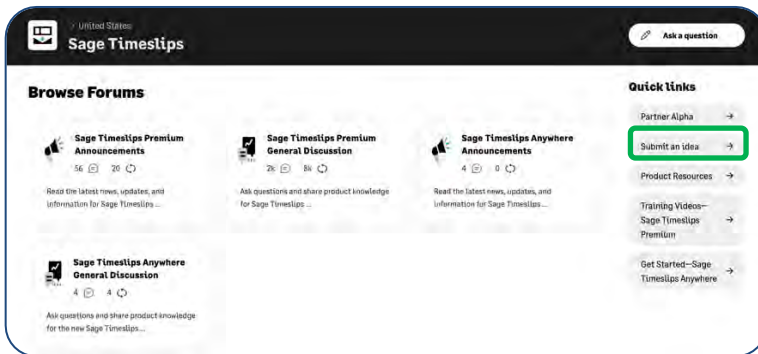 › United States
Sage Timeslips
Ask a question
Browse Forums
Sage Timeslips Premium
Announcements
56 20
Read the latest news, updates, and
information for Sage Timeslips ...
Sage Timeslips Premium
General Discussion
2k 8k
Ask questions and share product knowledge
for Sage Timeslips ...
Sage Timeslips Anywhere
Announcements
4 0
Read the latest news, updates, and
information for Sage Timeslips ...
Sage Timeslips Anywhere
General Discussion
4 4
Ask questions and share product knowledge
for the new Sage Timeslips...
Quick links
Partner Alpha →
Submit an idea →
Product Resources →
Training Videos—
Sage Timeslips →
Premium
Get Started—Sage
Timeslips Anywhere →